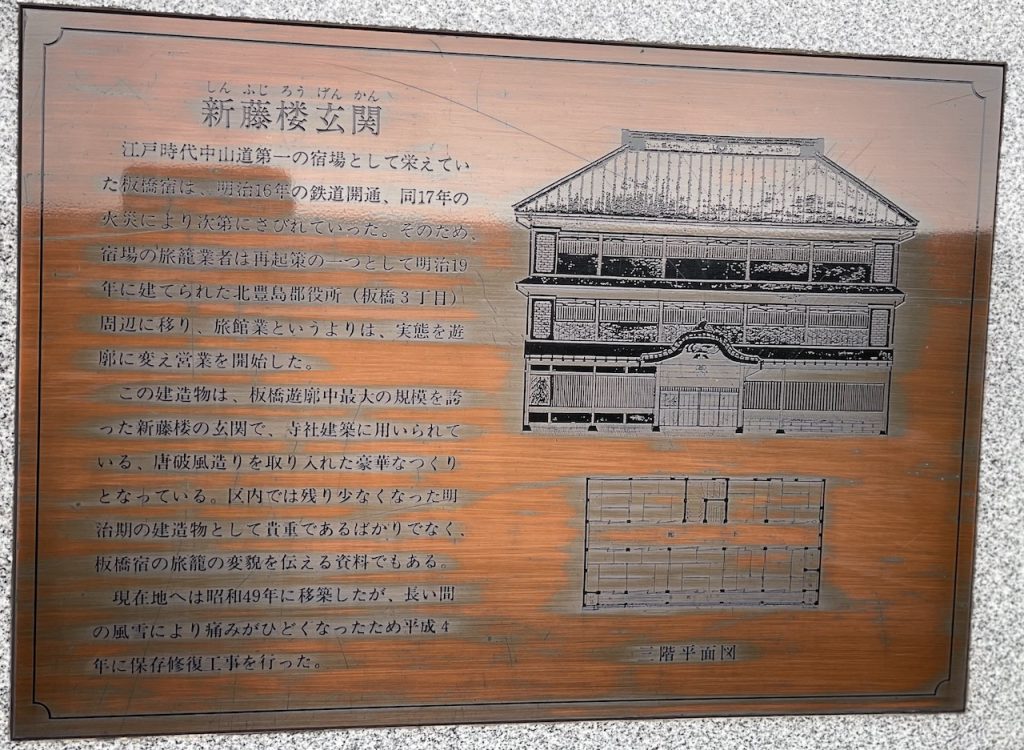 しんふじろうげんかん
新藤楼玄関
江戸時代中山道第一の宿場として栄えてい
た板橋宿は、明治16年の鉄道開通、同17年の
火災により次第にさびれていった。そのため、
宿場の旅籠業者は再起策の一つとして明治19
年に建てられた北豊島郡役所（板橋3丁目）
周辺に移り、旅館業というよりは、実態を遊
廓に変え営業を開始した。
この建造物は、板橋遊廓中最大の規模を誇
った新藤楼の玄関で、寺社建築に用いられて
いる、唐破風造りを取り入れた豪華なつくり
となっている。区内では残り少なくなった明
治期の建造物として貴重であるばかりでなく、
板橋宿の旅籠の変貌を伝える資料でもある。
現在地へは昭和49年に移築したが、長い間
の風雪により痛みがひどくなったため平成4
年に保存修復工事を行った。
三階平面図